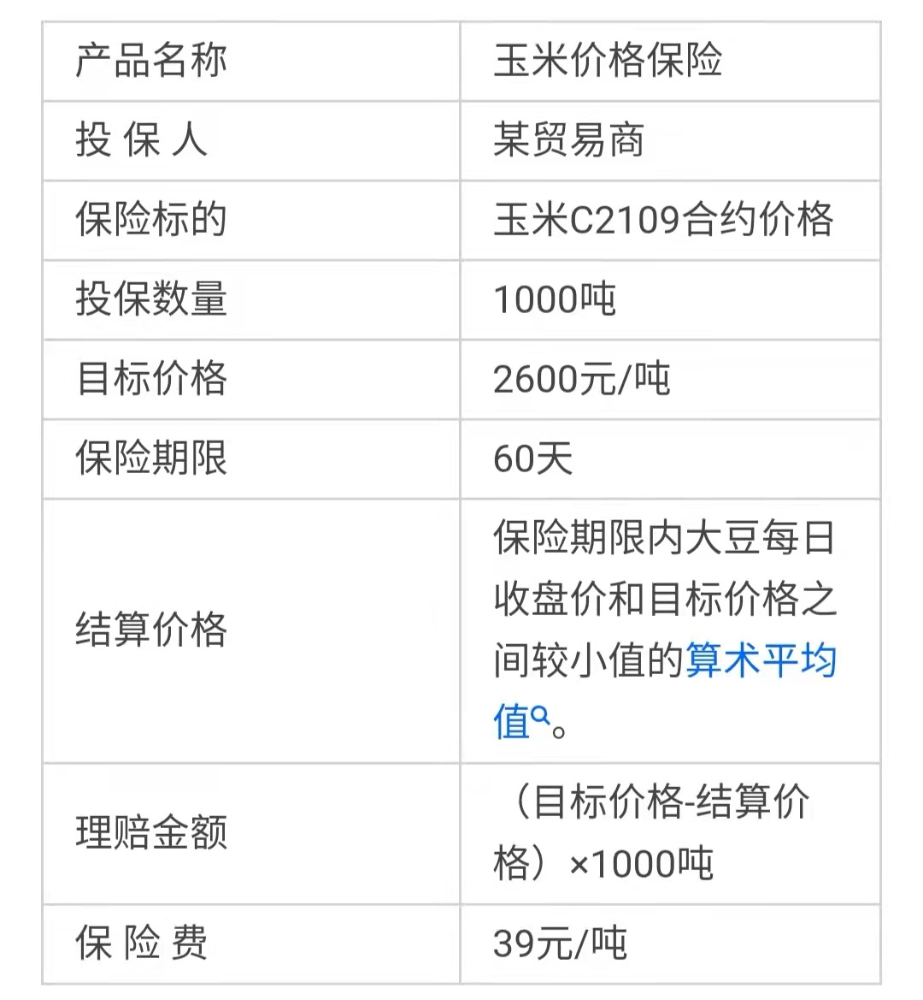 产品名称
玉米价格保险
投 保 人
某贸易商
保险标的
玉米C2109合约价格
投保数量
1000吨
目标价格
2600元/吨
保险期限
60天
结算价格
保险期限内大豆每日
收盘价和目标价格之
间较小值的算术平均
值。
理赔金额
（目标价格-结算价
格）×1000吨
保 险 费
39元/吨